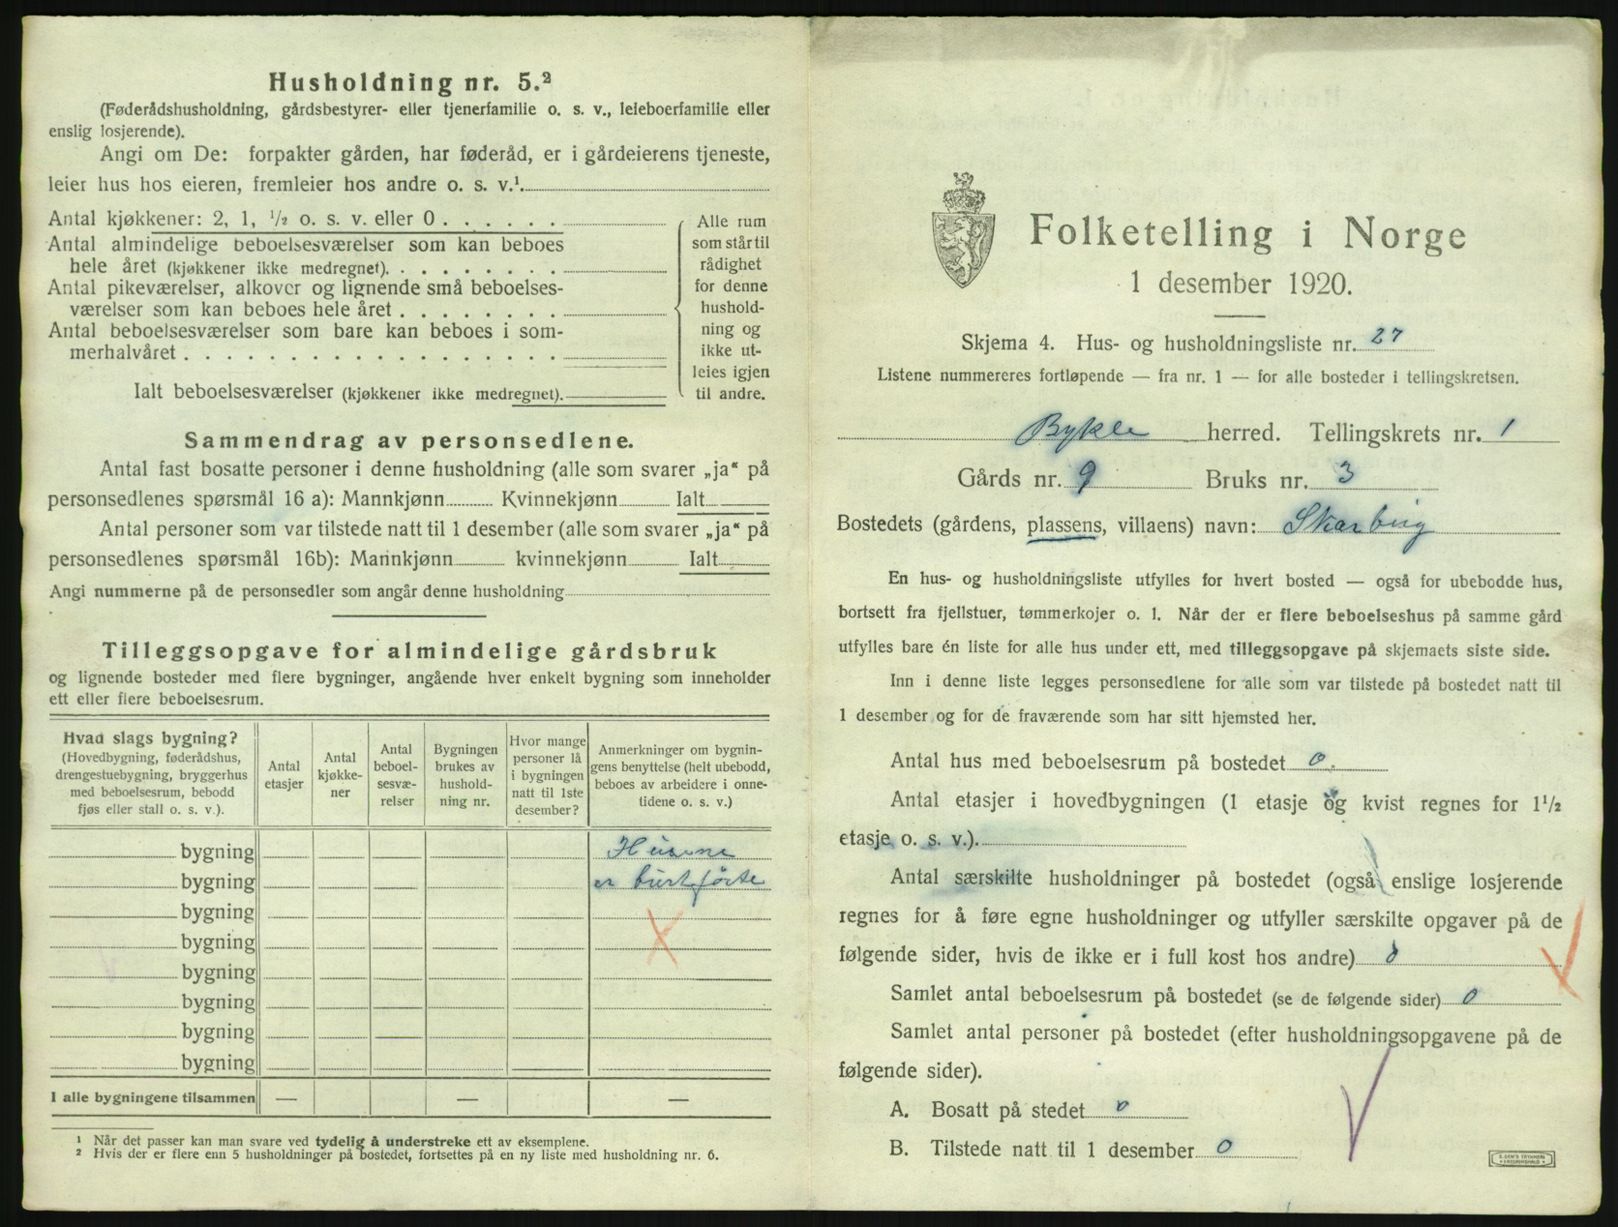 Husholdning nr. 5.²
(Føderådshusholdning, gårdsbestyrer- eller tjenerfamilie o. s. v., leieboerfamilie eller
enslig losjerende).
Angi om De: forpakter gården, har føderåd, er i gårdeierens tjeneste,
leier hus hos eieren, fremleier hos andre o. s. v.¹
Antal kjøkkener: 2, 1, ½ o. s. v. eller 0 . . . . . .
Antal almindelige beboelsesværelser som kan beboes
hele året (kjøkkener ikke medregnet). . . . . . . . .
Antal pikeværelser, alkover og lignende små beboelses-
værelser som kan beboes hele året . . . . . . . .
Antal beboelsesværelser som bare kan beboes i som-
merhalvåret . . . . . . . . . . . . . . . . . .
Ialt beboelsesværelser (kjøkkener ikke medregnet).
Alle rum
som står til
rådighet
for denne
hushold-
ning og
ikke ut-
leies igjen
til andre.
Sammendrag av personsedlene.
Antal fast bosatte personer i denne husholdning (alle som svarer „ja“ på
personsedlenes spørsmål 16 a): Mannkjønn Kvinnekjønn Ialt
Antal personer som var tilstede natt til 1 desember (alle som svarer „ja“ på
personsedlenes spørsmål 16b): Mannkjønn kvinnekjønn Ialt
Angi nummerne på de personsedler som angår denne husholdning
Tilleggsopgave for almindelige gårdsbruk
og lignende bosteder med flere bygninger, angående hver enkelt bygning som inneholder
ett eller flere beboelsesrum.
Hvad slags bygning?
(Hovedbygning, føderådshus,
drengestuebygning, bryggerhus
med beboelsesrum, bebodd
fjøs eller stall o. s. v.).
Antal
etasjer
Antal
kjøkke-
ner
Antal
beboel-
sesvæ-
relser
Bygningen
brukes av
hushold-
ning nr.
Hvor mange
personer lå
i bygningen
natt til 1ste
desember?
Anmerkninger om bygnin-
gens benyttelse (helt ubebodd,
beboes av arbeidere i onne-
tidene o. s. v.)
bygning Husene
bygning er burtførte
bygning
bygning
bygning
bygning
bygning
bygning
I alle bygningene tilsammen — — —
¹ Når det passer kan man svare ved tydelig å understreke ett av eksemplene.
² Hvis der er flere enn 5 husholdninger på bostedet, fortsettes på en ny liste med husholdning nr. 6.
Folketelling i Norge
1 desember 1920.
Skjema 4. Hus- og husholdningsliste nr. 27
Listene nummereres fortløpende — fra nr. 1 — for alle bosteder i tellingskretsen.
Bykle herred. Tellingskrets nr. 1
Gårds nr. 9 Bruks nr. 3
Bostedets (gårdens, plassens, villaens) navn: Skarbrig
En hus- og husholdningsliste utfylles for hvert bosted — også for ubebodde hus,
bortsett fra fjellstuer, tømmerkojer o. l. Når der er flere beboelseshus på samme gård
utfylles bare én liste for alle hus under ett, med tilleggsopgave på skjemaets siste side.
Inn i denne liste legges personsedlene for alle som var tilstede på bostedet natt til
1 desember og for de fraværende som har sitt hjemsted her.
Antal hus med beboelsesrum på bostedet 0.
Antal etasjer i hovedbygningen (1 etasje og kvist regnes for 1½
etasje o. s. v.).
Antal særskilte husholdninger på bostedet (også enslige losjerende
regnes for å føre egne husholdninger og utfyller særskilte opgaver på de
følgende sider, hvis de ikke er i full kost hos andre) 0
Samlet antal beboelsesrum på bostedet (se de følgende sider) 0
Samlet antal personer på bostedet (efter husholdningsopgavene på de
følgende sider).
A. Bosatt på stedet 0
B. Tilstede natt til 1 desember 0